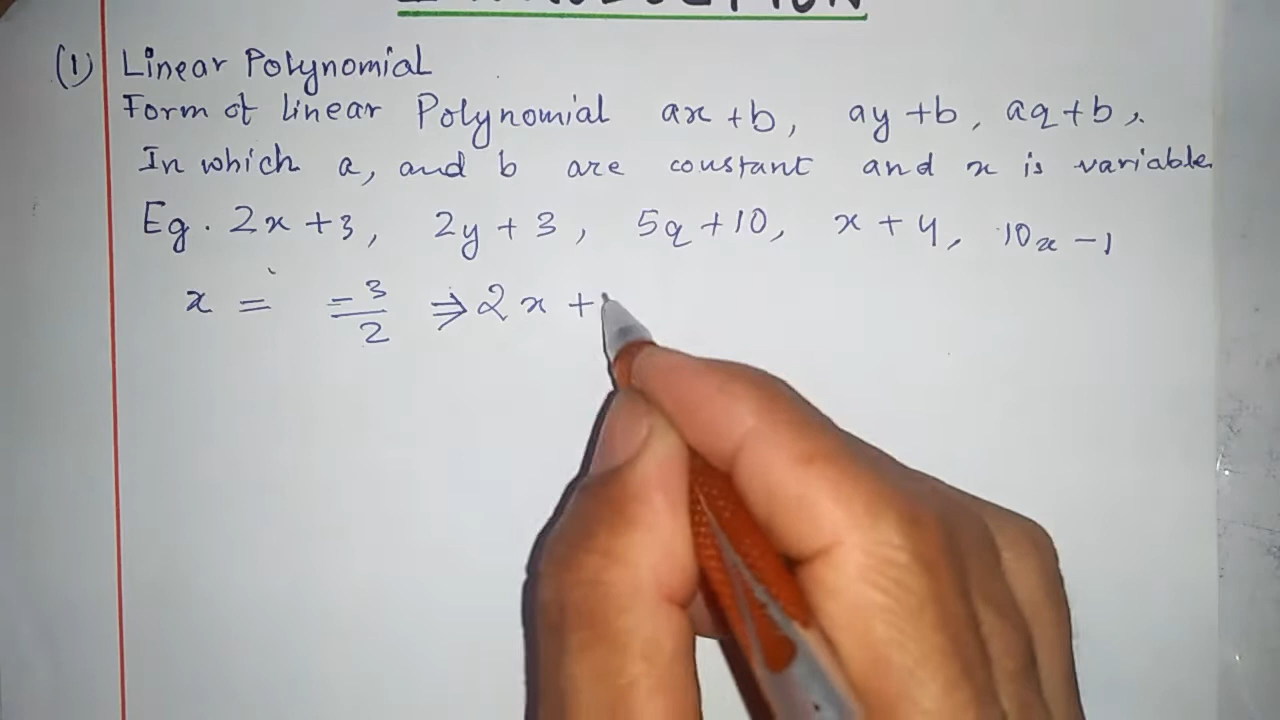 (1) Linear Polynomial
Form of linear Polynomial ax + b, ay + b, aq + b,
In which a, and b are constant and x is variable
Eg. 2x + 3, 2y + 3, 5q + 10, x + 4, 10x - 1
x = -3/2 ⇒ 2x +